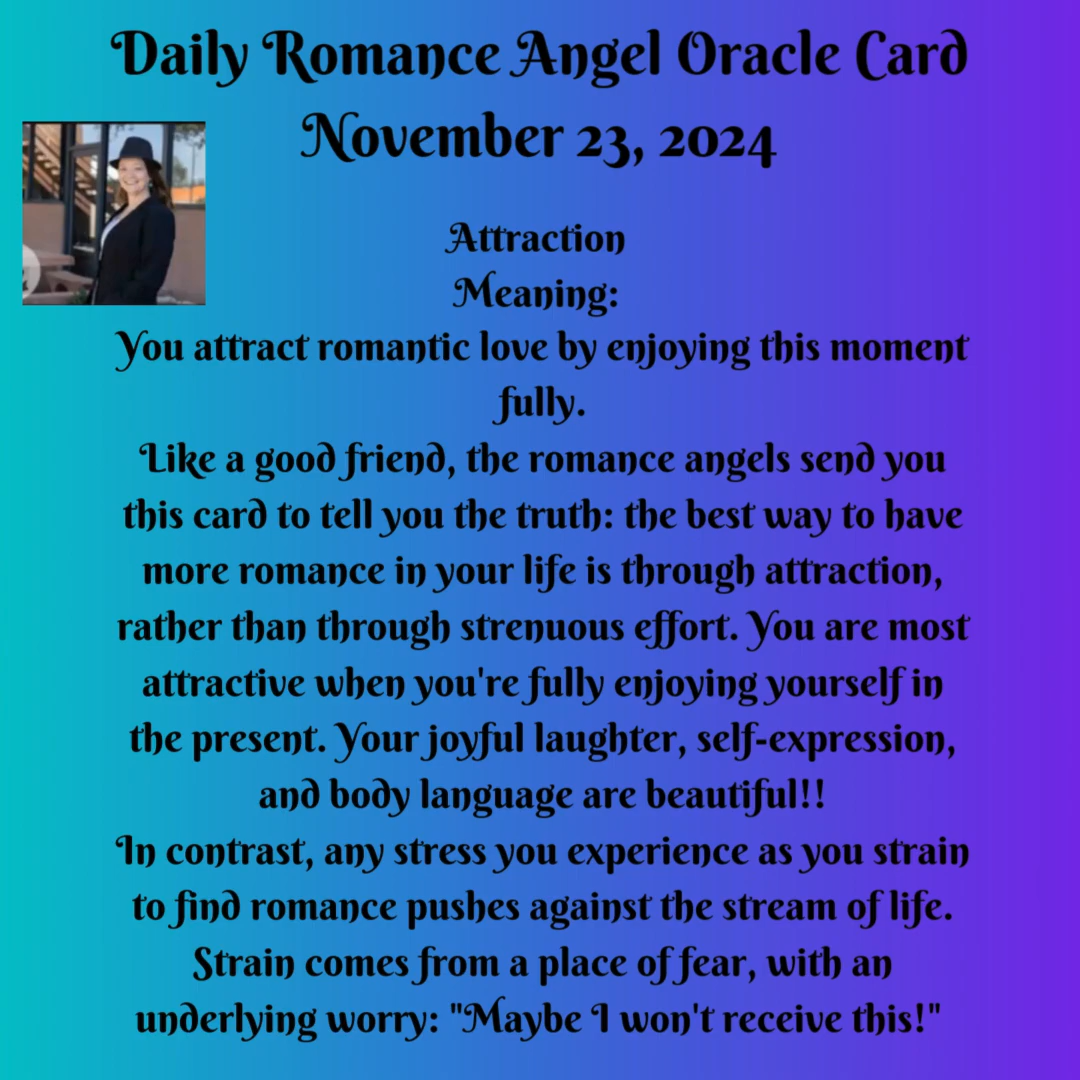 Daily Romance Angel Oracle Card
November 23, 2024
Attraction
Meaning:
You attract romantic love by enjoying this moment
fully.
Like a good friend, the romance angels send you
this card to tell you the truth: the best way to have
more romance in your life is through attraction,
rather than through strenuous effort. You are most
attractive when you're fully enjoying yourself in
the present. Your joyful laughter, self-expression,
and body language are beautiful!!
In contrast, any stress you experience as you strain
to find romance pushes against the stream of life.
Strain comes from a place of fear, with an
underlying worry: "Maybe I won't receive this!"